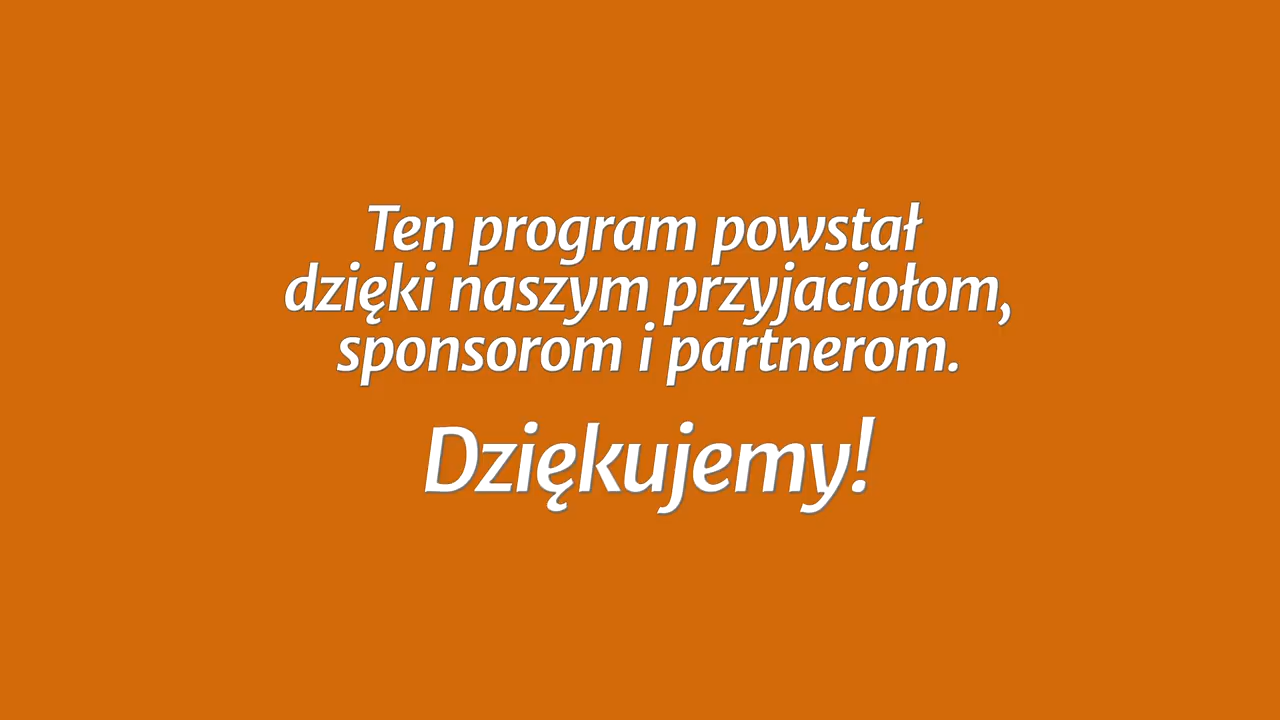 Ten program powstał
dzięki naszym przyjaciołom,
sponsorom i partnerom.
Dziękujemy!